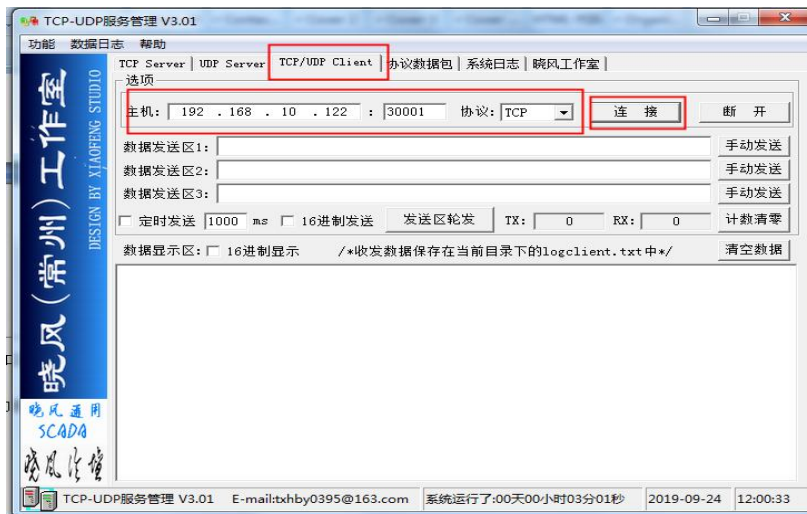 TCP-UDP服务管理 V3.01
功能 数据日志 帮助
TCP Server UDP Server TCP/UDP Client 协议数据包 系统日志 晓风工作室
选项
主机: 192 . 168 . 10 . 122 : 30001 协议: TCP 连 接 断 开
数据发送区1: 手动发送
数据发送区2: 手动发送
数据发送区3: 手动发送
定时发送 1000 ms 16进制发送 发送区轮发 TX: 0 RX: 0 计数清零
数据显示区: 16进制显示 /*收发数据保存在当前目录下的logclient.txt中*/ 清空数据
晓风（常州）工作室
DESIGN BY XIAOFENG STUDIO
晓风通用
SCADA
晓风论坛
TCP-UDP服务管理 V3.01 E-mail:txhby0395@163.com 系统运行了:00天00小时03分01秒 2019-09-24 12:00:33